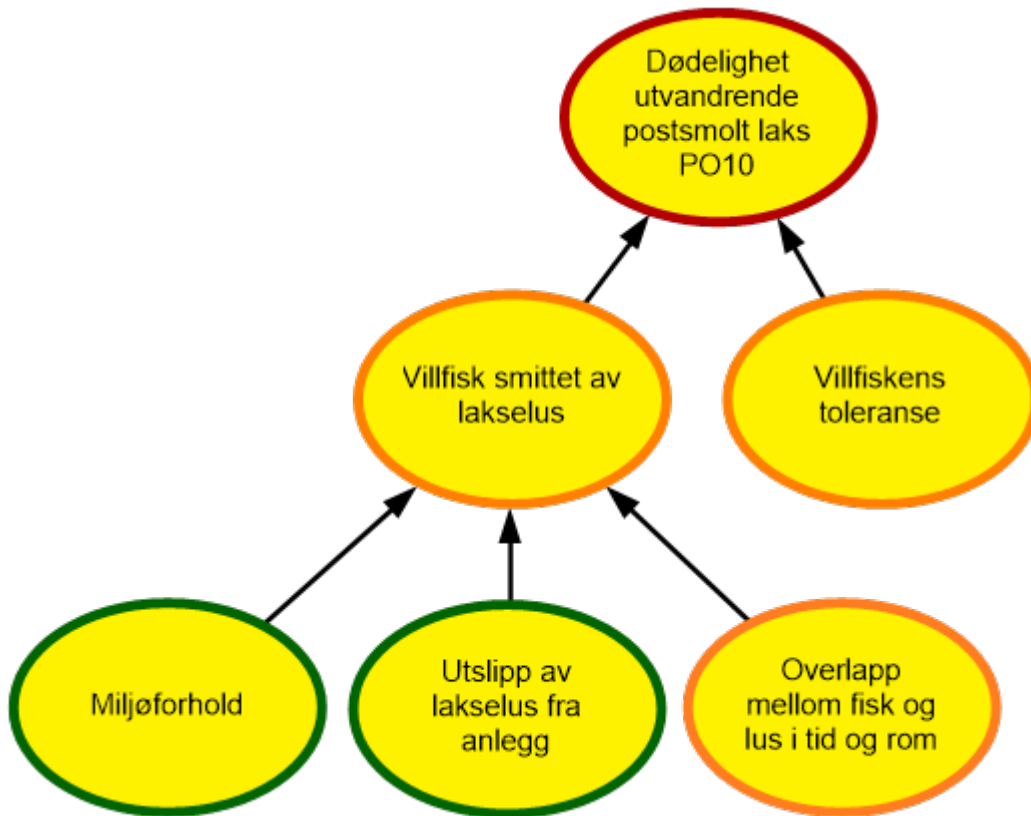 Dødelighet
utvandrende
postsmolt laks
PO10
Villfisk smittet av
lakselus
Villfiskens
toleranse
Miljøforhold
Utslipp av
lakselus fra
anlegg
Overlapp
mellom fisk og
lus i tid og rom